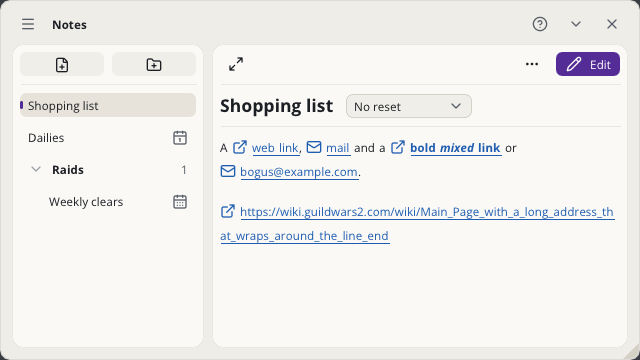 Notes
Edit
Shopping list
Dailies
Raids 1
Weekly clears
Shopping list No reset
A web link, mail and a bold mixed link or
bogus@example.com.
https://wiki.guildwars2.com/wiki/Main_Page_with_a_long_address_th
at_wraps_around_the_line_end